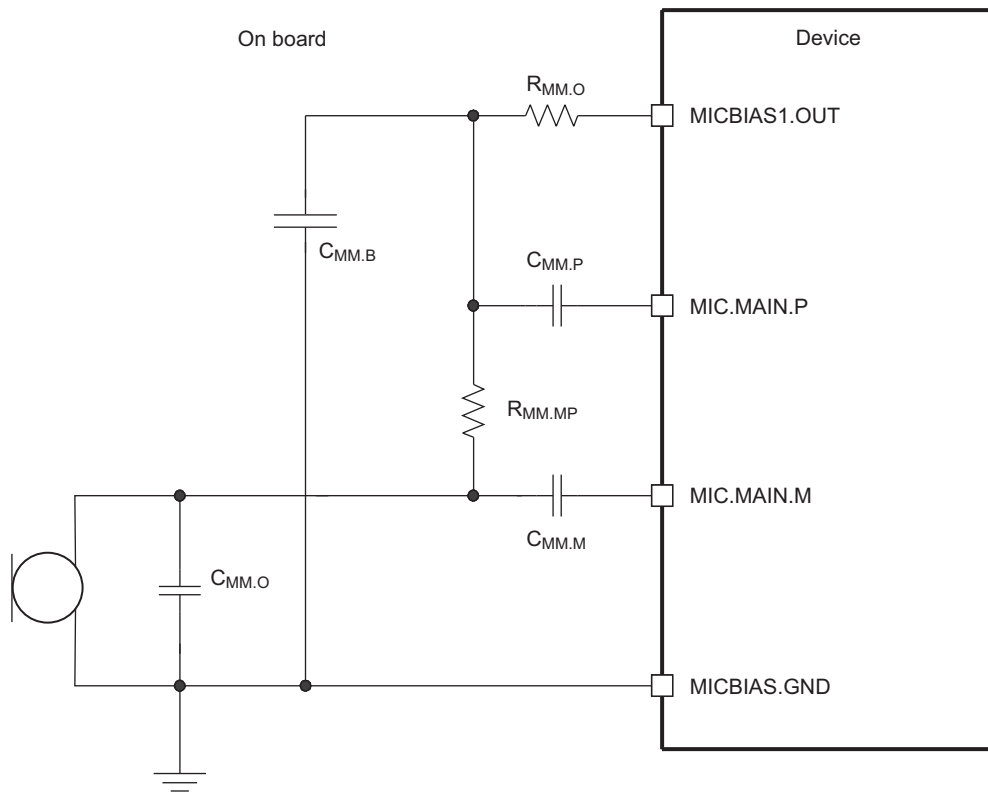 On board
Device
RMM.O
MICBIAS1.OUT
CMM.B
CMM.P
MIC.MAIN.P
RMM.MP
MIC.MAIN.M
CMM.M
CMM.O
MICBIAS.GND